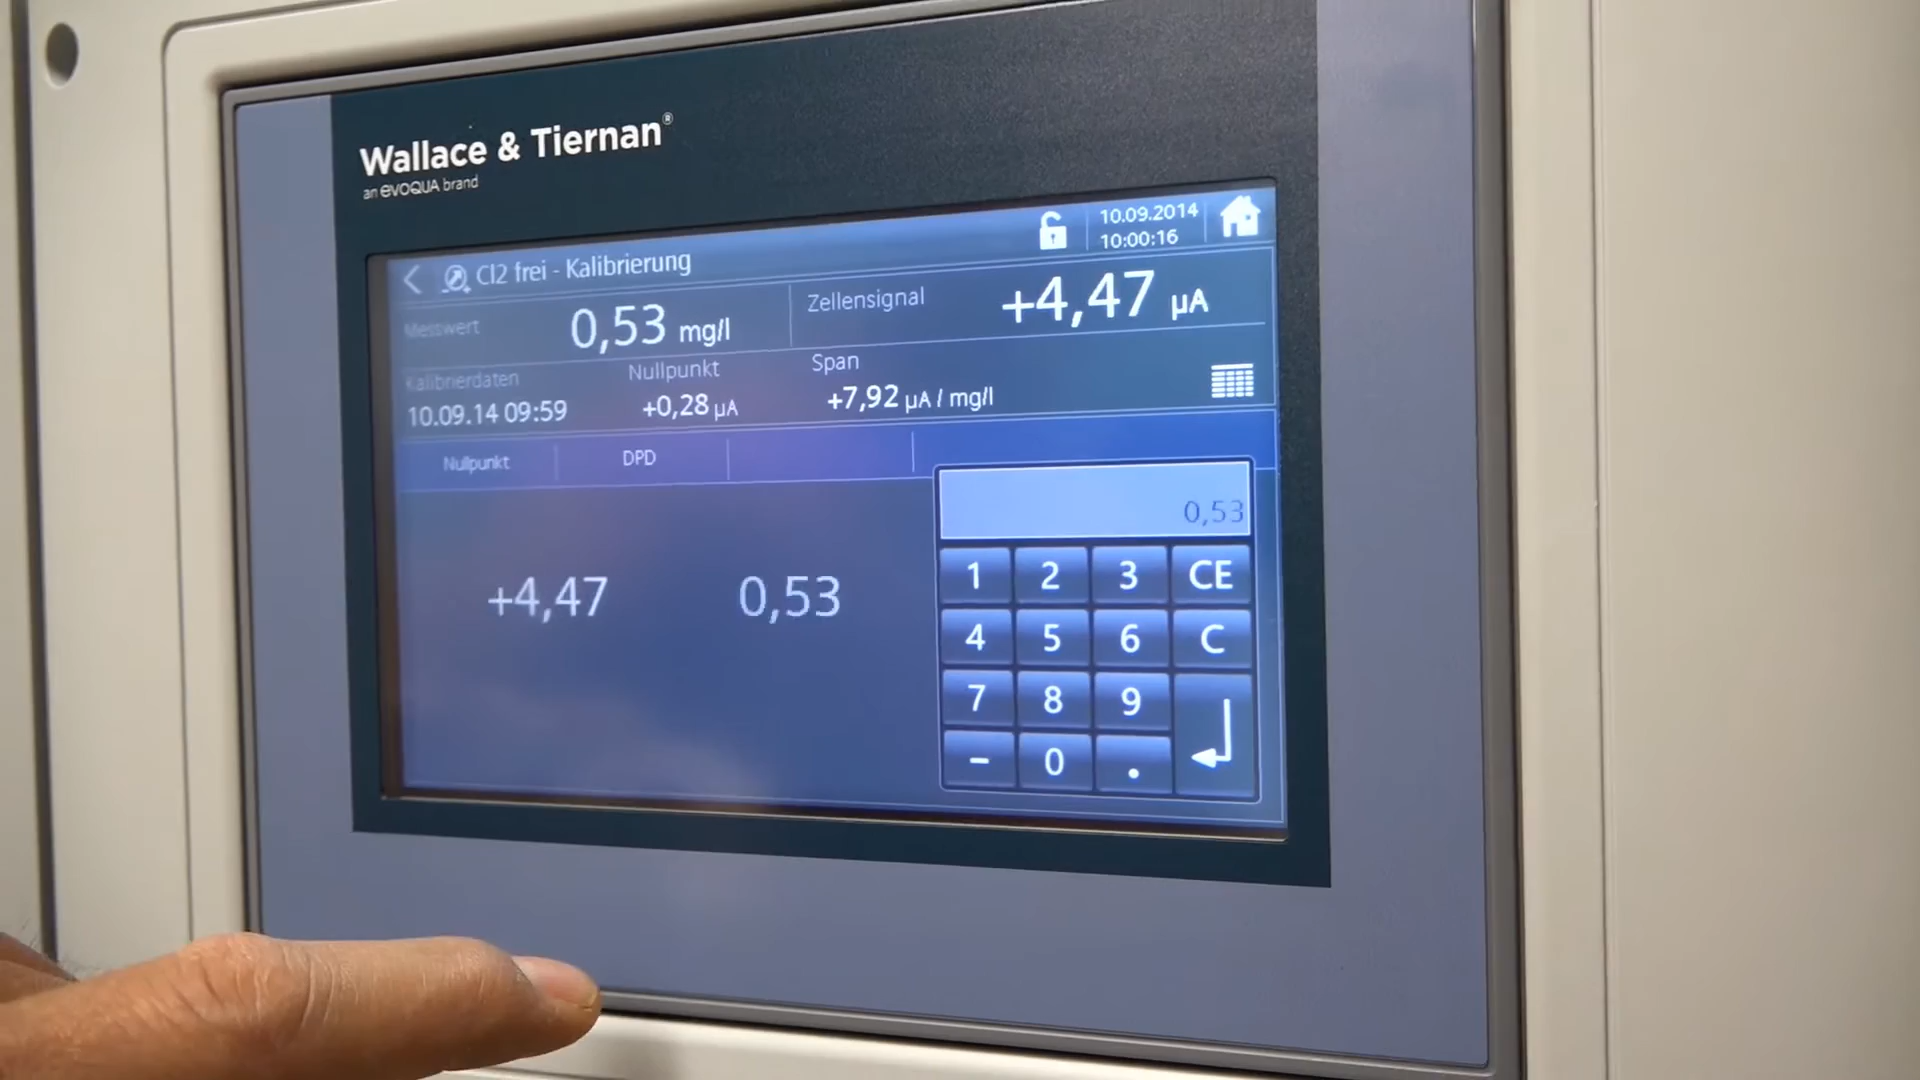 Wallace & Tiernan®
an evoqua brand
10.09.2014
10:00:16
Cl2 frei - Kalibrierung
Messwert 0,53 mg/l Zellensignal +4,47 µA
Kalibrierdaten Nullpunkt Span
10.09.14 09:59 +0,28 µA +7,92 µA / mg/l
Nullpunkt DPD
0,53
+4,47 0,53
1 2 3 CE
4 5 6 C
7 8 9
- 0 .